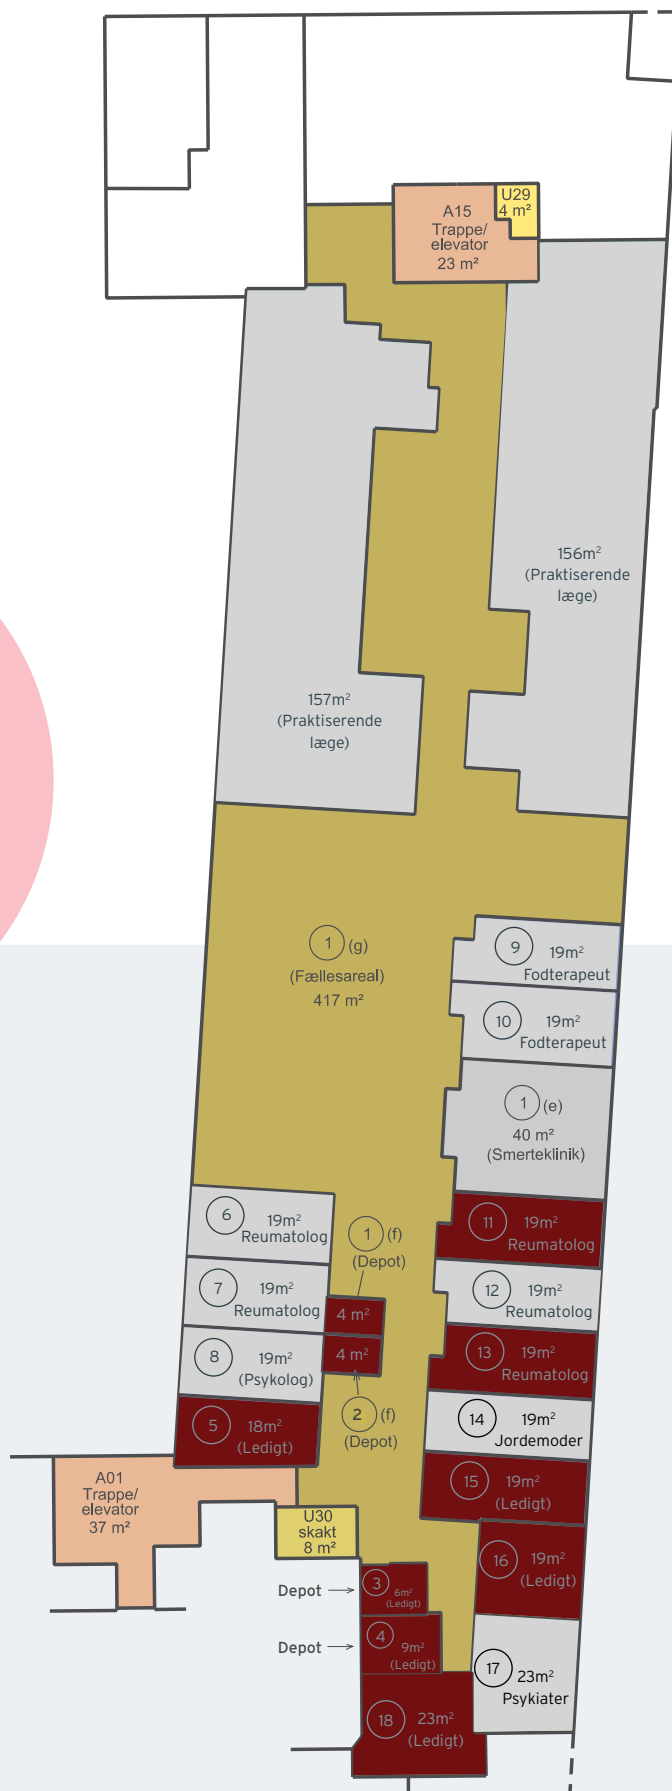 U29
4 m²
A15
Trappe/
elevator
23 m²
156m²
(Praktiserende
læge)
157m²
(Praktiserende
læge)
1 (g)
(Fællesareal)
417 m²
9 19m²
Fodterapeut
10 19m²
Fodterapeut
1 (e)
40 m²
(Smerteklinik)
6 19m²
Reumatolog
11 19m²
Reumatolog
1 (f)
(Depot)
7 19m²
Reumatolog
12 19m²
Reumatolog
4 m²
4 m²
8 19m²
(Psykolog)
13 19m²
Reumatolog
2 (f)
(Depot)
5 18m²
(Ledigt)
14 19m²
Jordemoder
A01
Trappe/
elevator
37 m²
15 19m²
(Ledigt)
U30
skakt
8 m²
16 19m²
(Ledigt)
Depot
3 6m²
(Ledigt)
Depot
4 9m²
(Ledigt)
17 23m²
Psykiater
18 23m²
(Ledigt)